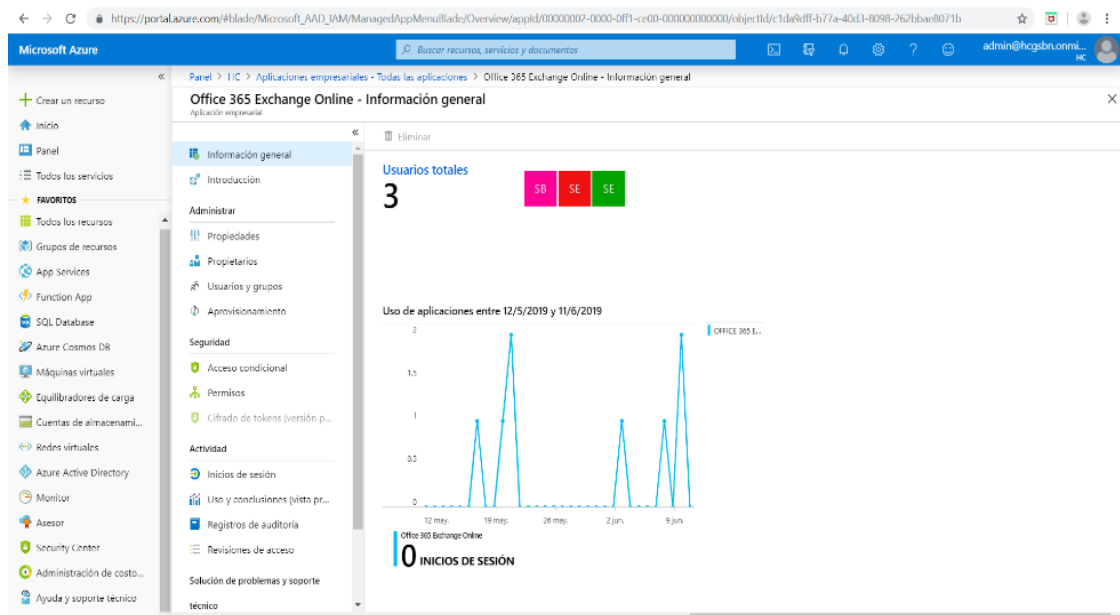 https://portal.azure.com/#blade/Microsoft_AAD_IAM/ManagedAppMenuBlade/Overview/appId/00000002-0000-0ff1-ce00-000000000000/objectId/c1da9dff-b77a-40d3-8098-262bbae8071b
Microsoft Azure
Buscar recursos, servicios y documentos
admin@hcgsbn.onmi...
HC
Panel > HC > Aplicaciones empresariales - Todas las aplicaciones > Office 365 Exchange Online - Información general
Crear un recurso
Inicio
Panel
Todos los servicios
FAVORITOS
Todos los recursos
Grupos de recursos
App Services
Function App
SQL Database
Azure Cosmos DB
Máquinas virtuales
Equilibradores de carga
Cuentas de almacenami...
Redes virtuales
Azure Active Directory
Monitor
Asesor
Security Center
Administración de costo...
Ayuda y soporte técnico
Office 365 Exchange Online - Información general
Aplicación empresarial
Información general
Introducción
Administrar
Propiedades
Propietarios
Usuarios y grupos
Aprovisionamiento
Seguridad
Acceso condicional
Permisos
Cifrado de tokens (versión p...
Actividad
Inicios de sesión
Uso y conclusiones (vista pr...
Registros de auditoría
Revisiones de acceso
Solución de problemas y soporte
técnico
Eliminar
Usuarios totales
3
SB SE SE
Uso de aplicaciones entre 12/5/2019 y 11/6/2019
2
1.5
1
0.5
0
12 may. 19 may. 26 may. 2 jun. 9 jun.
OFFICE 365 E...
Office 365 Exchange Online
0 INICIOS DE SESIÓN